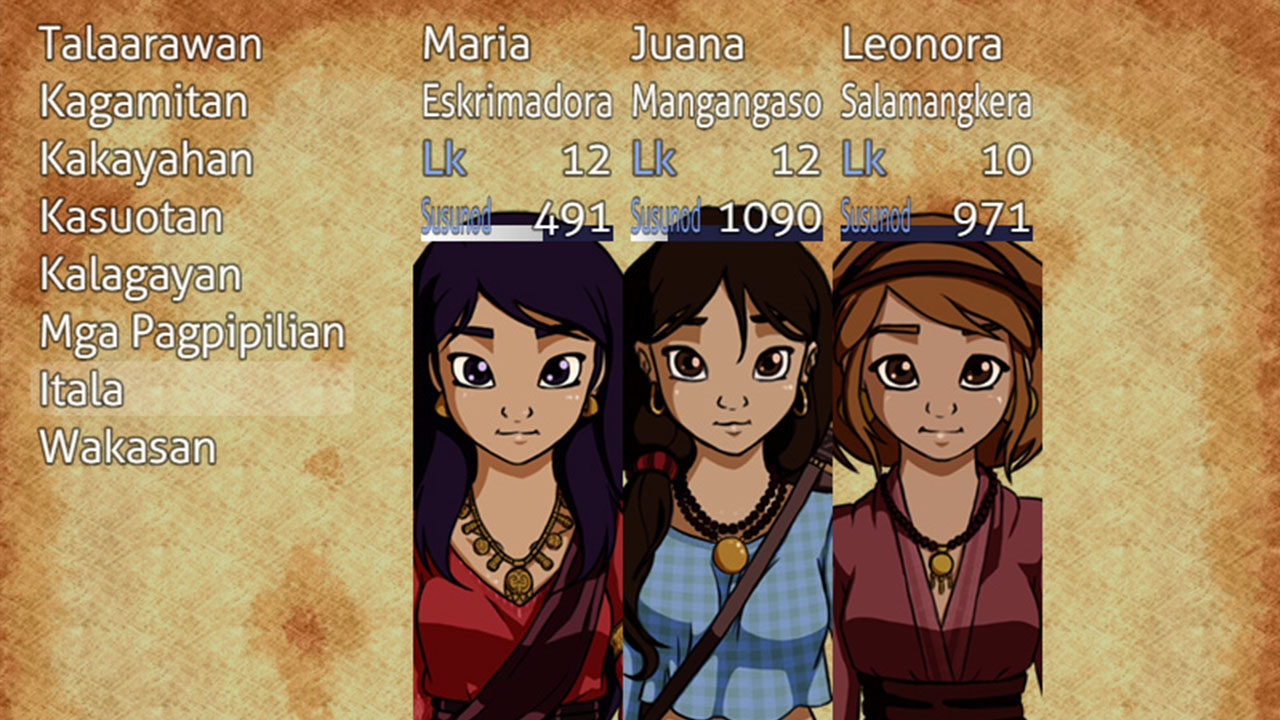 Talaarawan
Kagamitan
Kakayahan
Kasuotan
Kalagayan
Mga Pagpipilian
Itala
Wakasan
Maria Juana Leonora
Eskrimadora Mangangaso Salamangkera
Lk 12 Lk 12 Lk 10
Susunod 491 Susunod 1090 Susunod 971